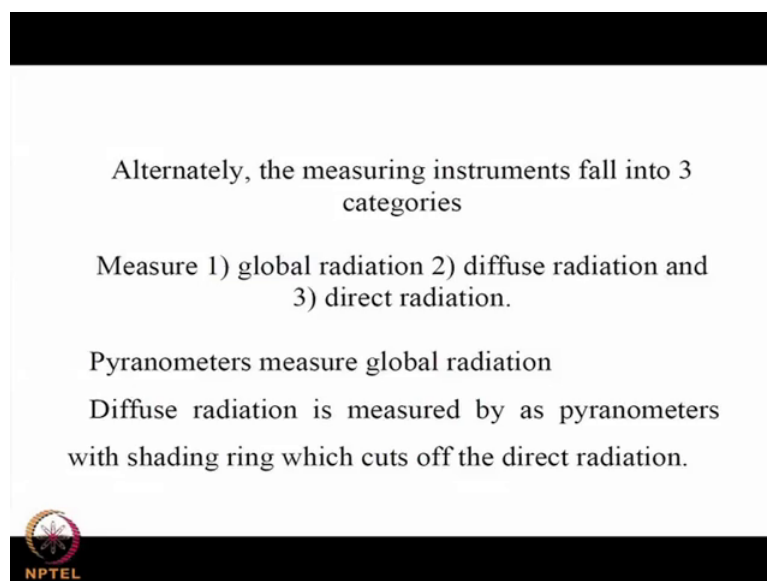 Alternately, the measuring instruments fall into 3
categories
Measure 1) global radiation 2) diffuse radiation and
3) direct radiation.
Pyranometers measure global radiation
Diffuse radiation is measured by as pyranometers
with shading ring which cuts off the direct radiation.
NPTEL